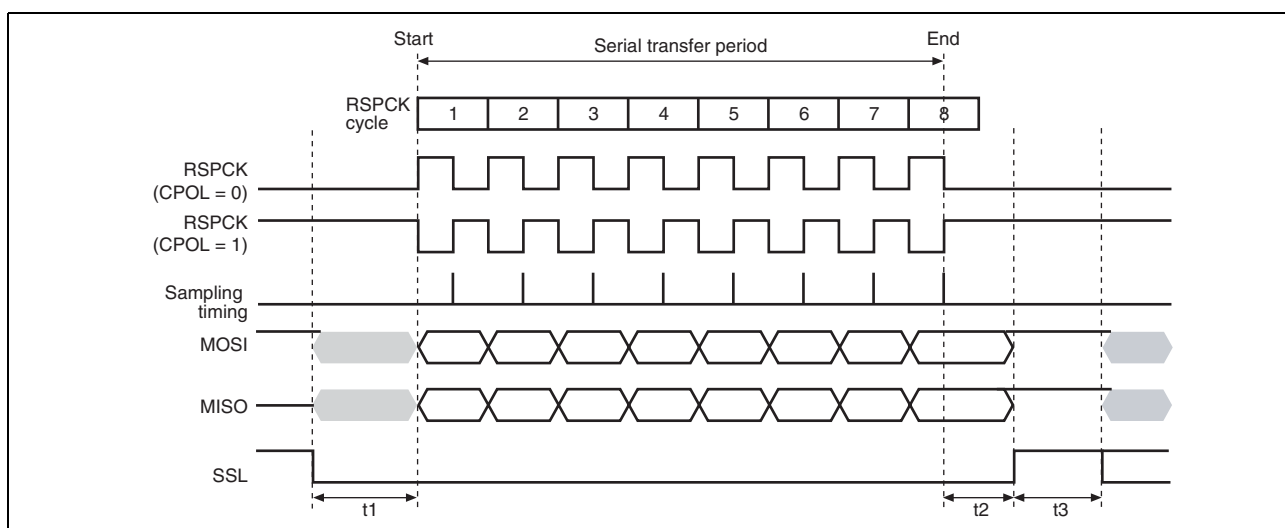 Start
Serial transfer period
End
RSPCK
cycle
1 2 3 4 5 6 7 8
RSPCK
(CPOL = 0)
RSPCK
(CPOL = 1)
Sampling
timing
MOSI
MISO
SSL
t1
t2
t3